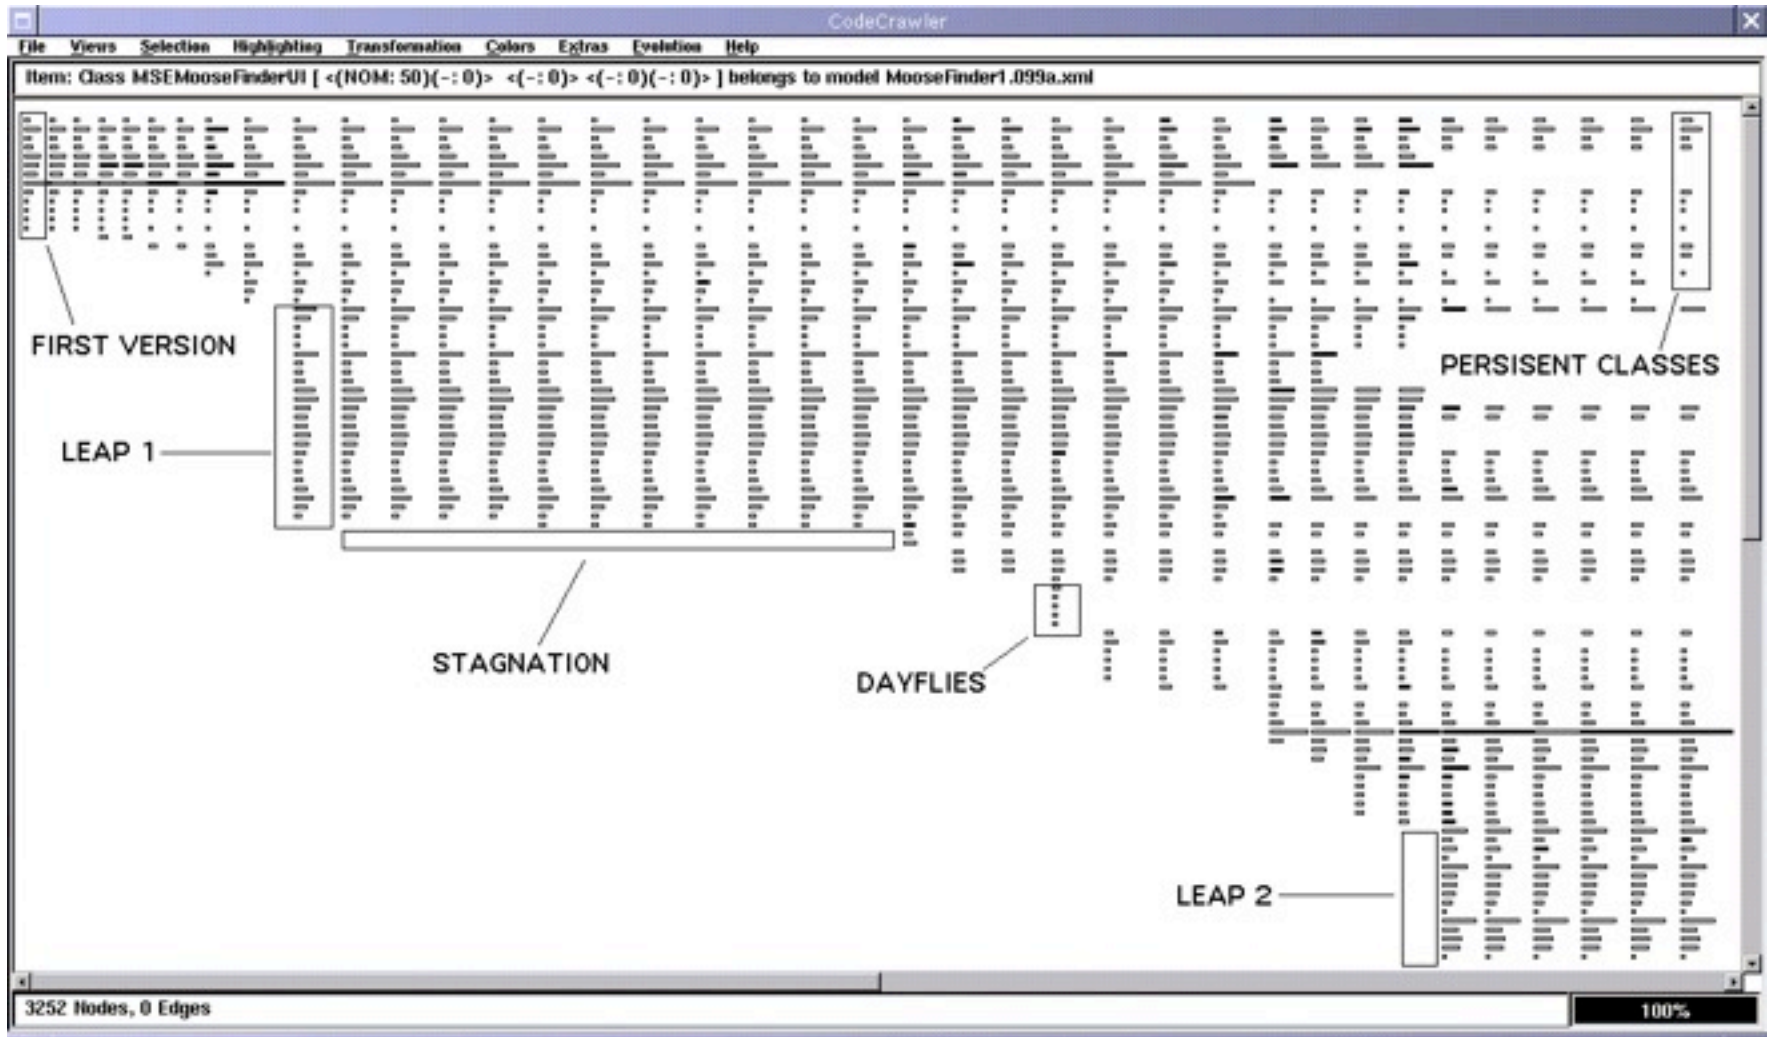 CodeCrawler
File Views Selection Highlighting Transformation Colors Extras Evolution Help
Item: Class MSEMooseFinderUI [ <(NOM: 50)(-: 0)> <(-: 0)> <(-: 0)(-: 0)> ] belongs to model MooseFinder1.099a.xml
FIRST VERSION
PERSISENT CLASSES
LEAP 1
STAGNATION
DAYFLIES
LEAP 2
3252 Nodes, 0 Edges
100%